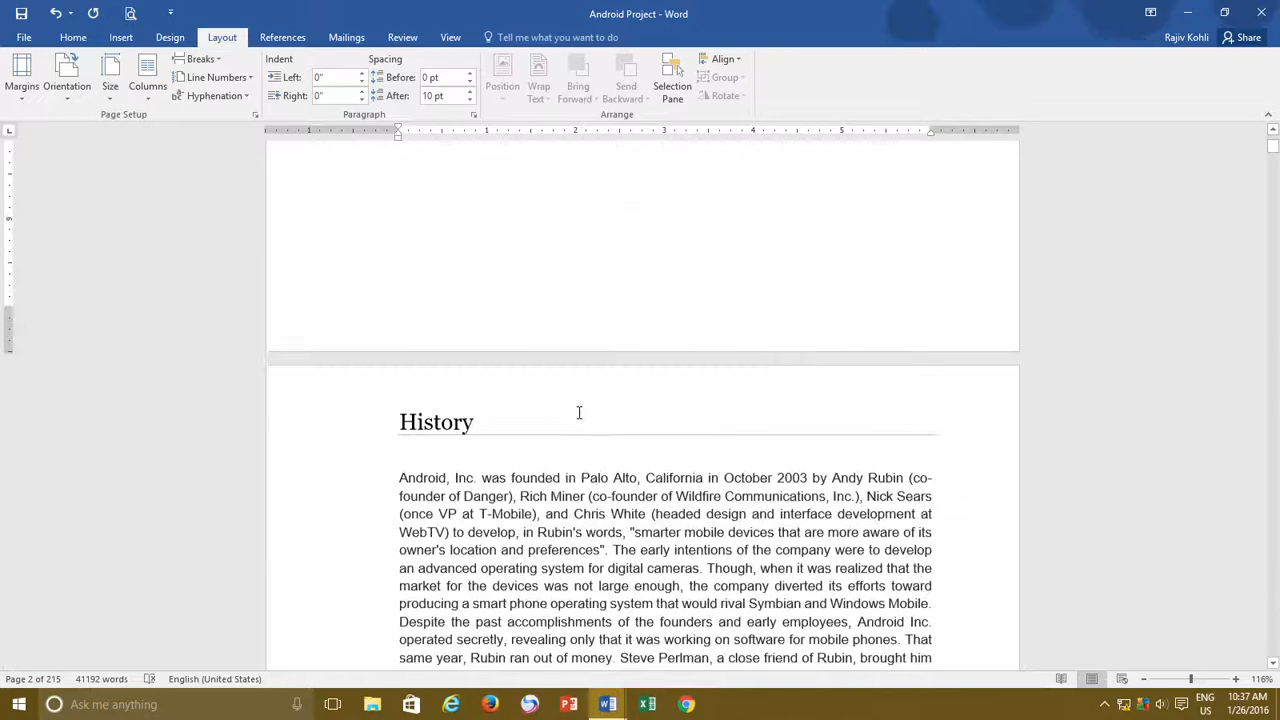 Android Project - Word
File Home Insert Design Layout References Mailings Review View Tell me what you want to do Rajiv Kohli Share
Margins Orientation Size Columns Breaks Line Numbers Hyphenation
Page Setup
Indent Spacing
Left: 0" Before: 0 pt
Right: 0" After: 10 pt
Paragraph
Position Wrap Text Bring Forward Send Backward Selection Pane Align Group Rotate
Arrange
1 1 2 3 4 5
9
History
Android, Inc. was founded in Palo Alto, California in October 2003 by Andy Rubin (co-
founder of Danger), Rich Miner (co-founder of Wildfire Communications, Inc.), Nick Sears
(once VP at T-Mobile), and Chris White (headed design and interface development at
WebTV) to develop, in Rubin's words, "smarter mobile devices that are more aware of its
owner's location and preferences". The early intentions of the company were to develop
an advanced operating system for digital cameras. Though, when it was realized that the
market for the devices was not large enough, the company diverted its efforts toward
producing a smart phone operating system that would rival Symbian and Windows Mobile.
Despite the past accomplishments of the founders and early employees, Android Inc.
operated secretly, revealing only that it was working on software for mobile phones. That
same year, Rubin ran out of money. Steve Perlman, a close friend of Rubin, brought him
Page 2 of 215 41192 words English (United States) 116%
Ask me anything
ENG 10:37 AM
US 1/26/2016